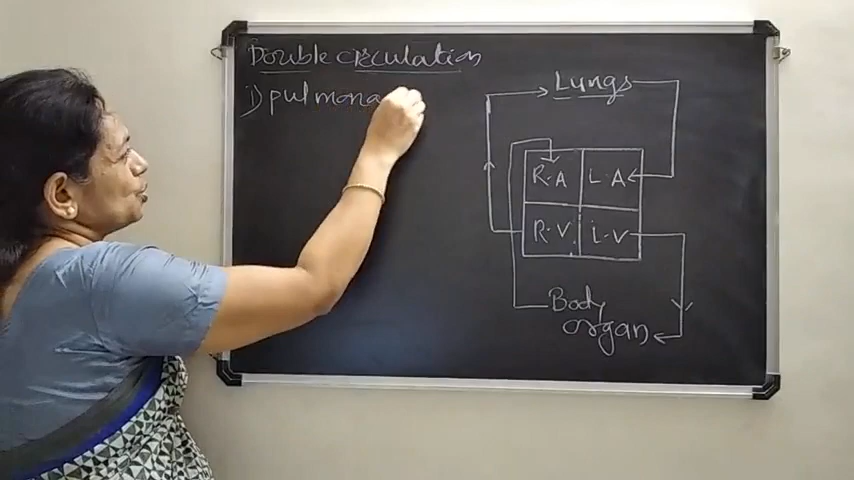 Double circulation
1) pulmona
Lungs
R.A L.A
R.V. L.V
Body
organ